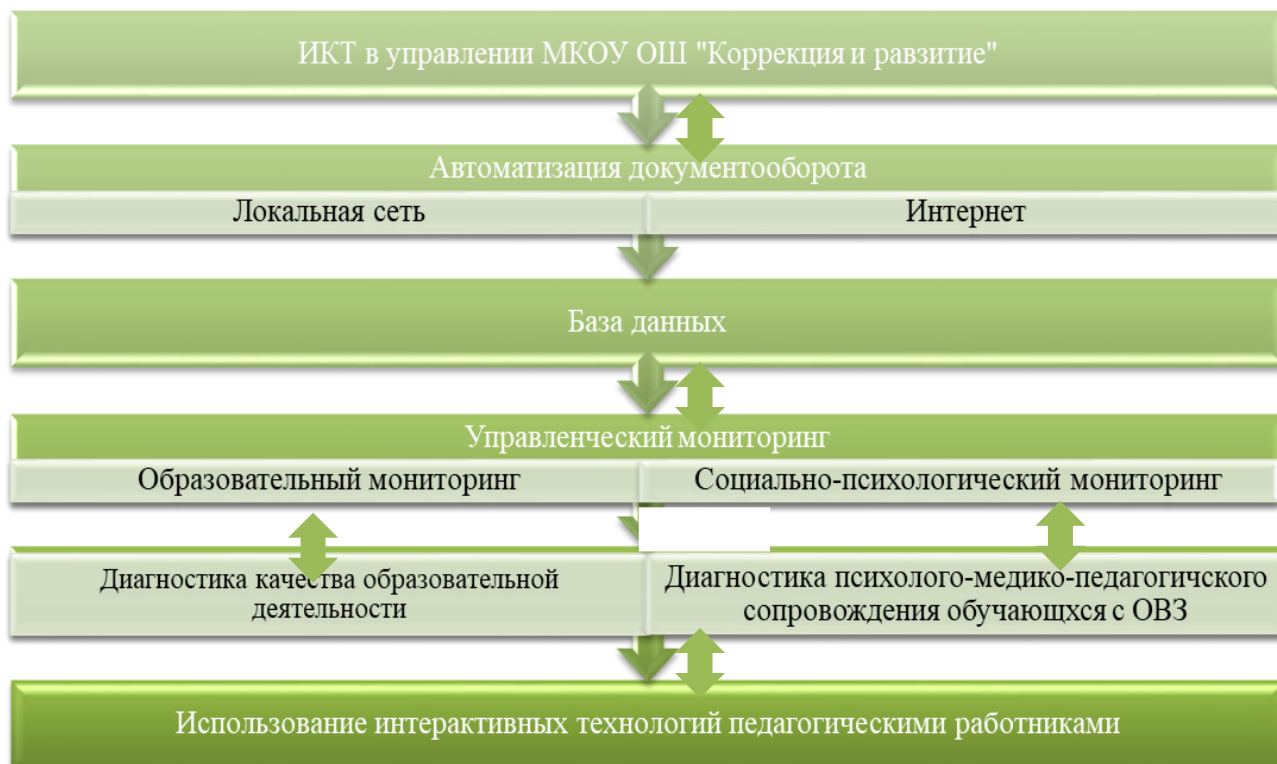 ИКТ в управлении МКОУ ОШ "Коррекция и равзитие"
Автоматизация документооборота
Локальная сеть
Интернет
База данных
Управленческий мониторинг
Образовательный мониторинг
Социально-психологический мониторинг
Диагностика качества образовательной
деятельности
Диагностика психолого-медико-педагогичского
сопровождения обучающхся с ОВЗ
Использование интерактивных технологий педагогическими работниками